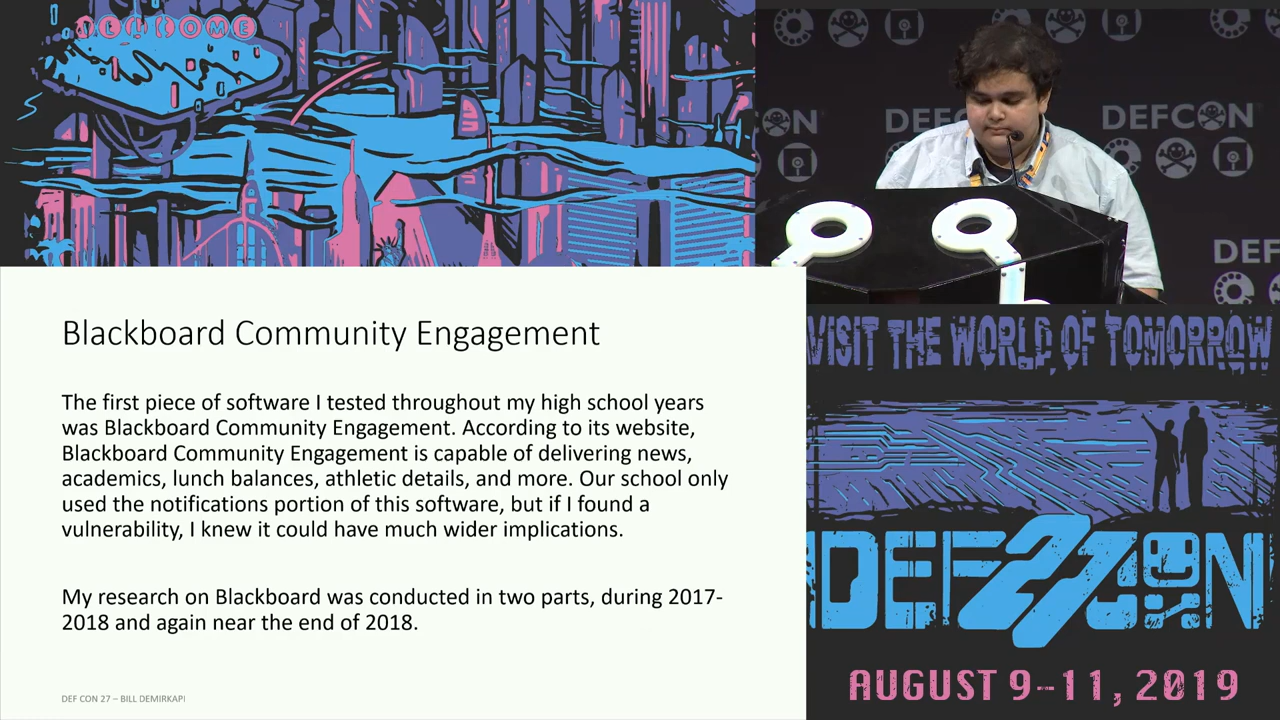 WELCOME
DEFCON
DEFCON
DEF
Blackboard Community Engagement
The first piece of software I tested throughout my high school years
was Blackboard Community Engagement. According to its website,
Blackboard Community Engagement is capable of delivering news,
academics, lunch balances, athletic details, and more. Our school only
used the notifications portion of this software, but if I found a
vulnerability, I knew it could have much wider implications.
My research on Blackboard was conducted in two parts, during 2017-
2018 and again near the end of 2018.
DEF CON 27 – BILL DEMIRKAPI
VISIT THE WORLD OF TOMORROW
DEF 27 CON
AUGUST 9-11, 2019